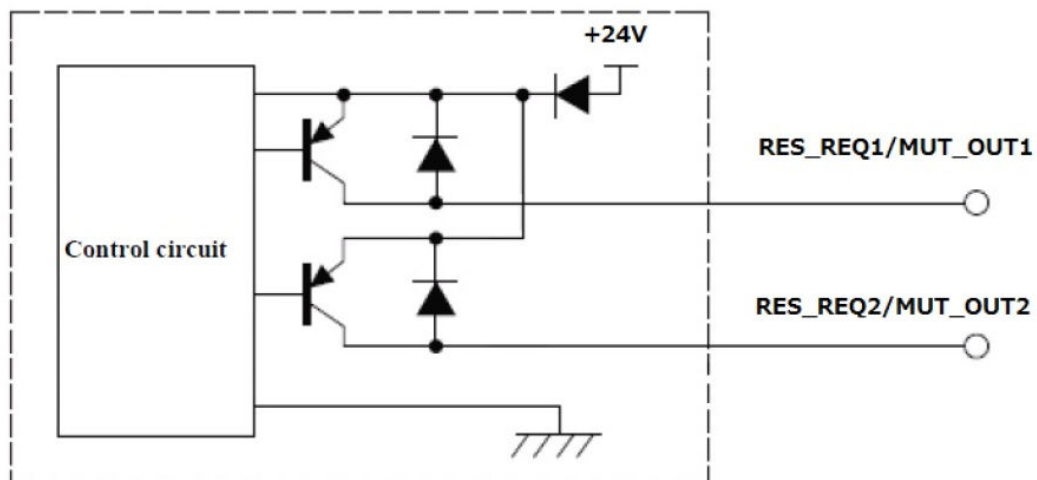 +24V
RES_REQ1/MUT_OUT1
Control circuit
RES_REQ2/MUT_OUT2